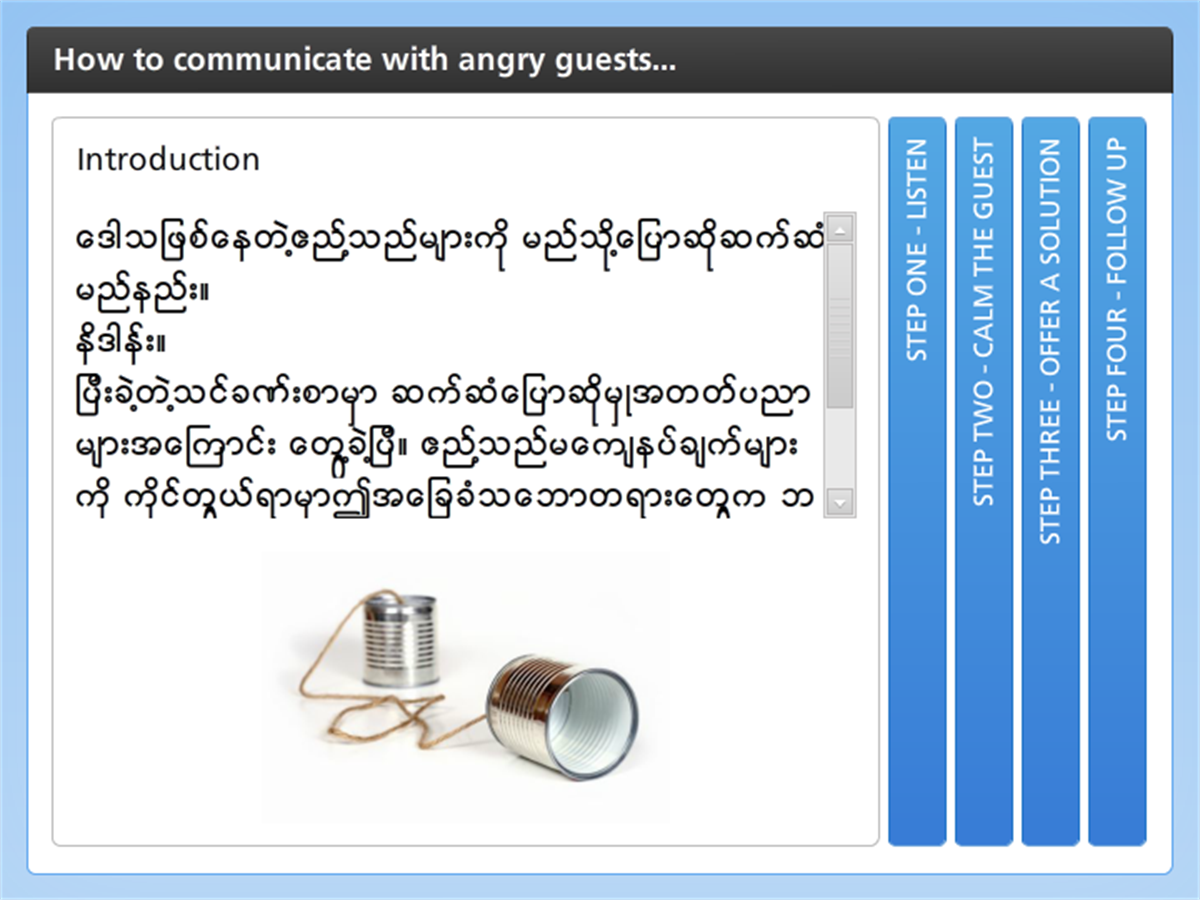 How to communicate with angry guests...
Introduction
ဒေါသဖြစ်နေတဲ့ဧည့်သည်များကို မည်သို့ပြောဆိုဆက်ဆံ
မည်နည်း။
နိဒါန်း။
ပြီးခဲ့တဲ့သင်ခဏ်းစာမှာ ဆက်ဆံပြောဆိုမှုအတတ်ပညာ
များအကြောင်း တွေ့ခဲ့ပြီ။ ဧည့်သည်မကျေနပ်ချက်များ
ကို ကိုင်တွယ်ရာမှာဤအခြေခံသဘောတရားတွေက ဘ
STEP ONE - LISTEN
STEP TWO - CALM THE GUEST
STEP THREE - OFFER A SOLUTION
STEP FOUR - FOLLOW UP